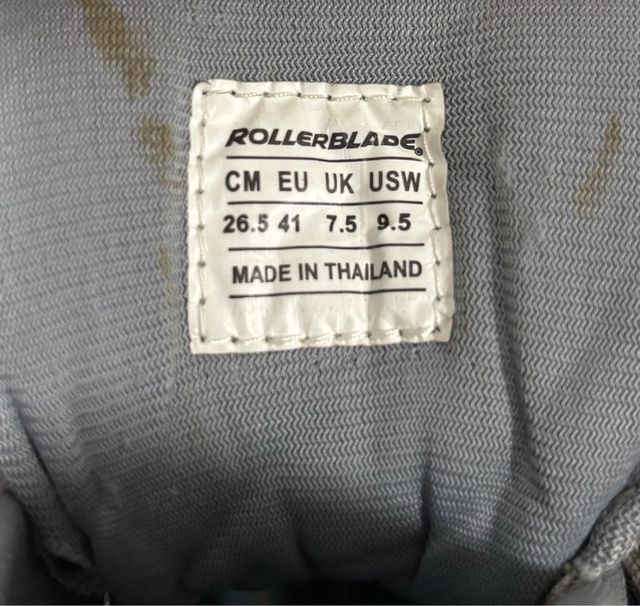 ROLLERBLADE®
CM EU UK USW
26.5 41 7.5 9.5
MADE IN THAILAND